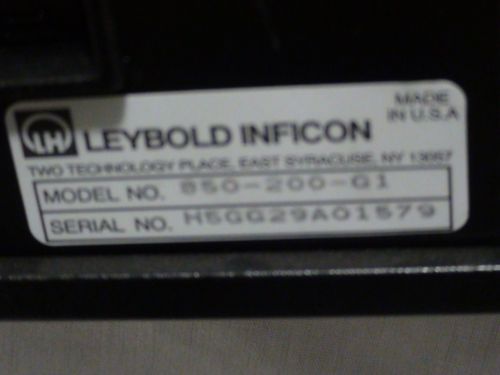 LH LEYBOLD INFICON
MADE
IN U.S.A
TWO TECHNOLOGY PLACE, EAST SYRACUSE, NY 13057
MODEL NO. 850-200-G1
SERIAL NO. H5GG29A01579